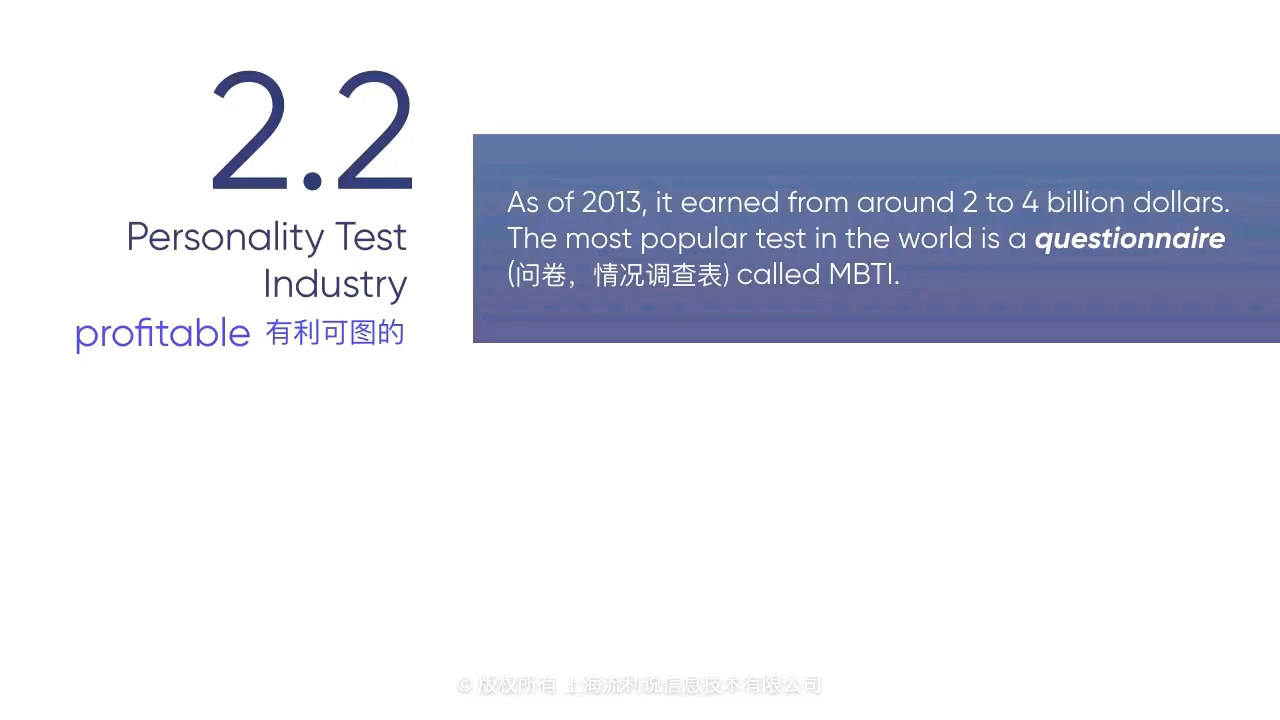 2.2
Personality Test
Industry
profitable 有利可图的
As of 2013, it earned from around 2 to 4 billion dollars.
The most popular test in the world is a questionnaire
(问卷，情况调查表) called MBTI.
© 版权所有 上海流利说信息技术有限公司